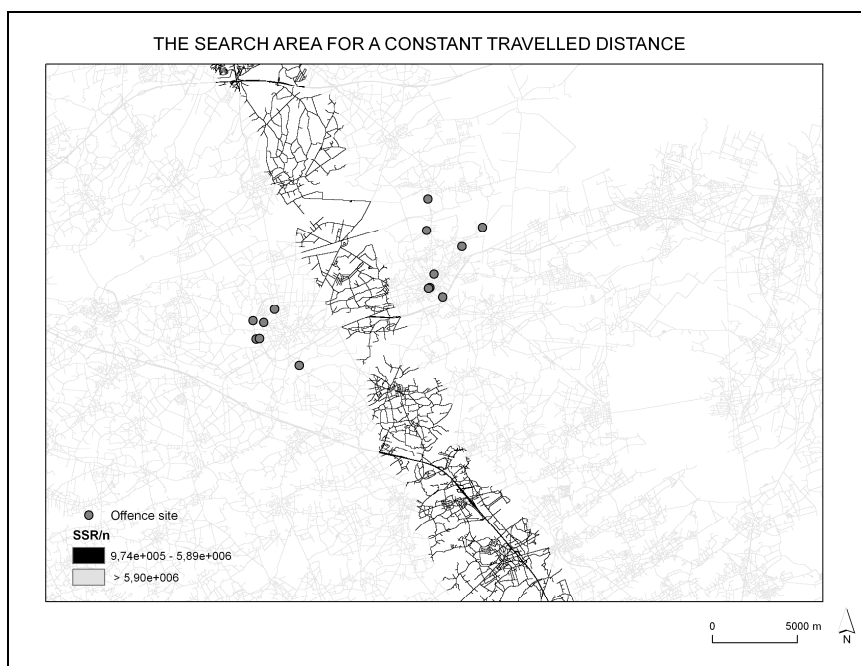 THE SEARCH AREA FOR A CONSTANT TRAVELLED DISTANCE
Offence site
SSR/n
9,74e+005 - 5,89e+006
> 5,90e+006
0 5000 m
N